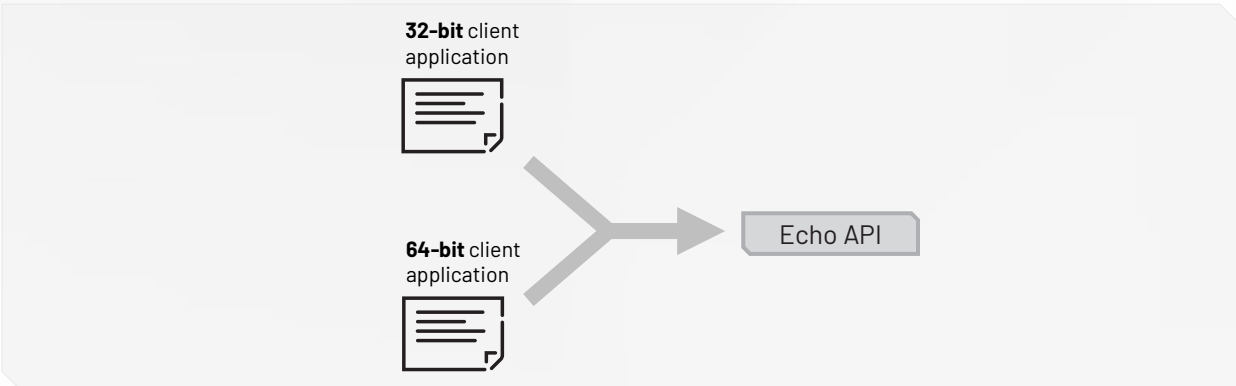 32-bit client
application
64-bit client
application
Echo API